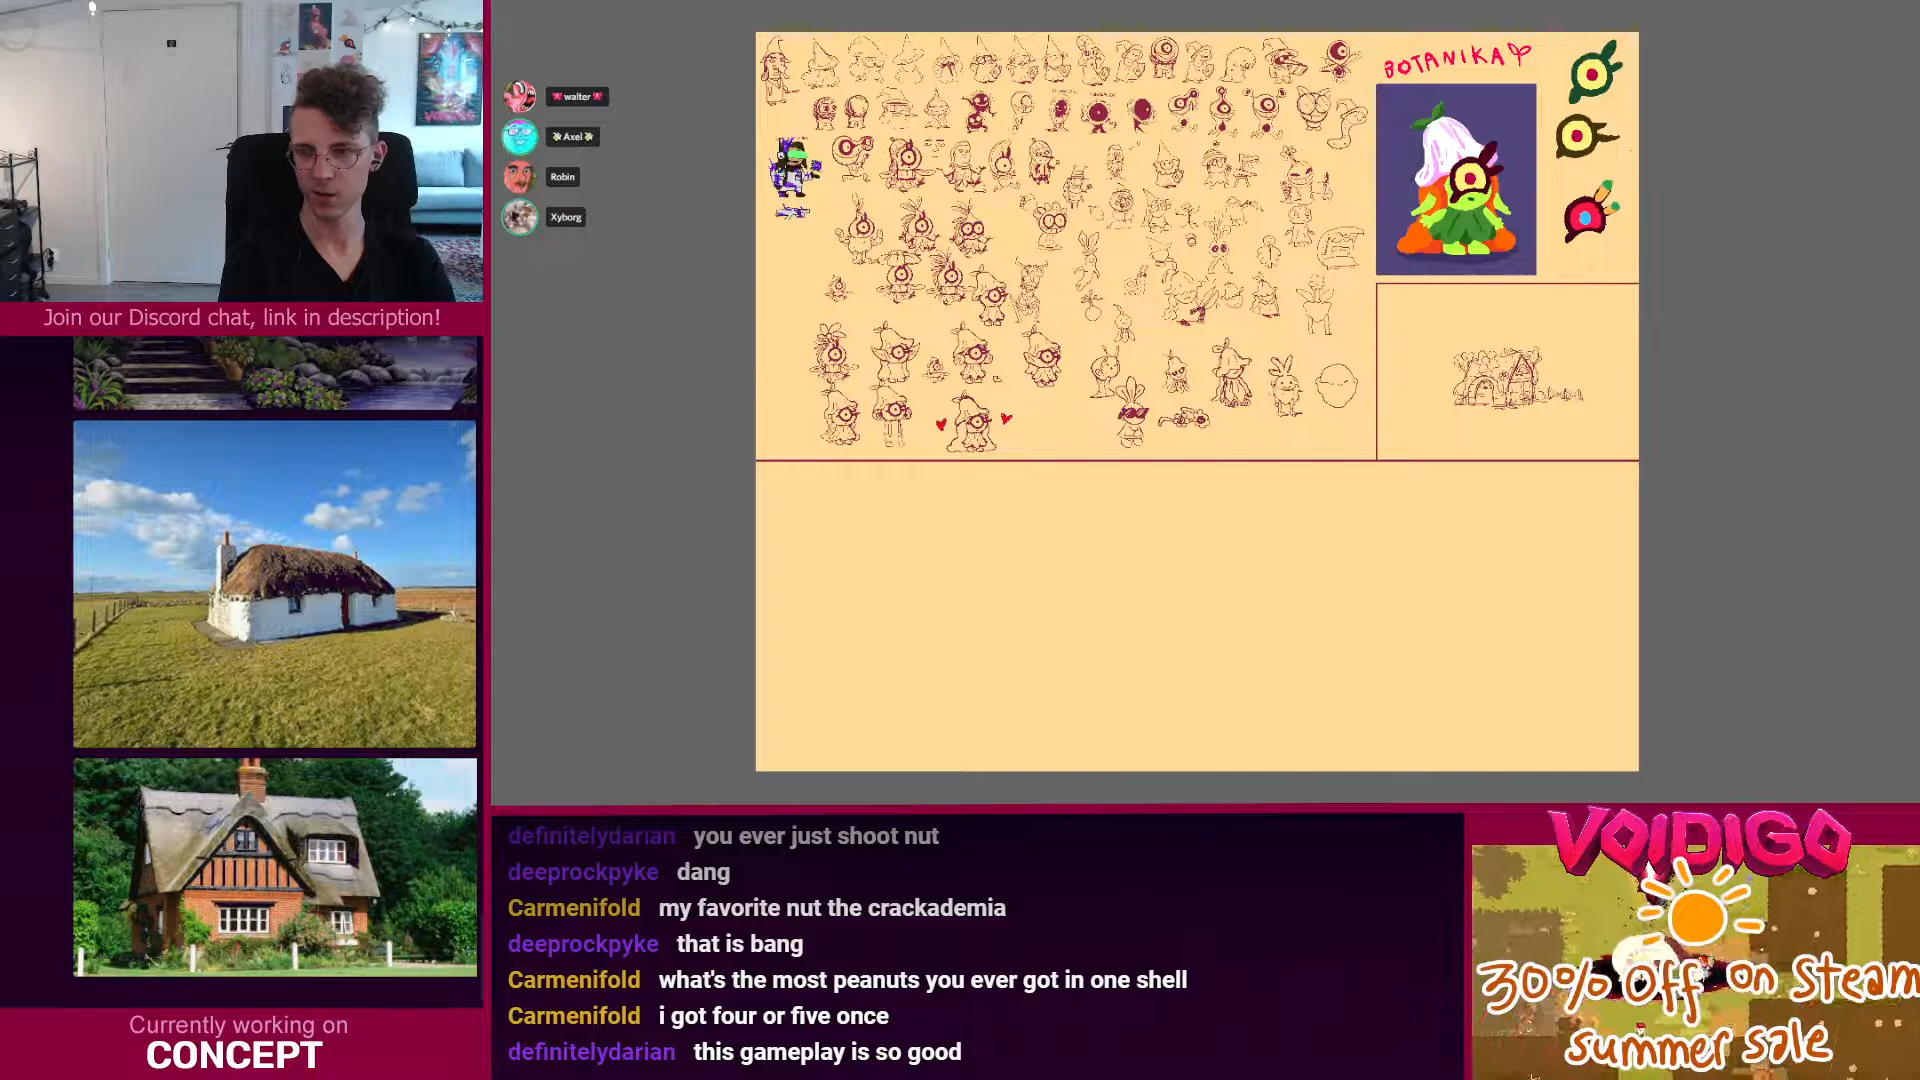 walter
Axel
Robin
Xyborg
BOTANIKA
Join our Discord chat, link in description!
definitelydarian you ever just shoot nut
deeprockpyke dang
Carmenifold my favorite nut the crackademia
deeprockpyke that is bang
Carmenifold what's the most peanuts you ever got in one shell
Carmenifold i got four or five once
definitelydarian this gameplay is so good
Currently working on
CONCEPT
VOIDIGO
30% Off on Steam
summer sale